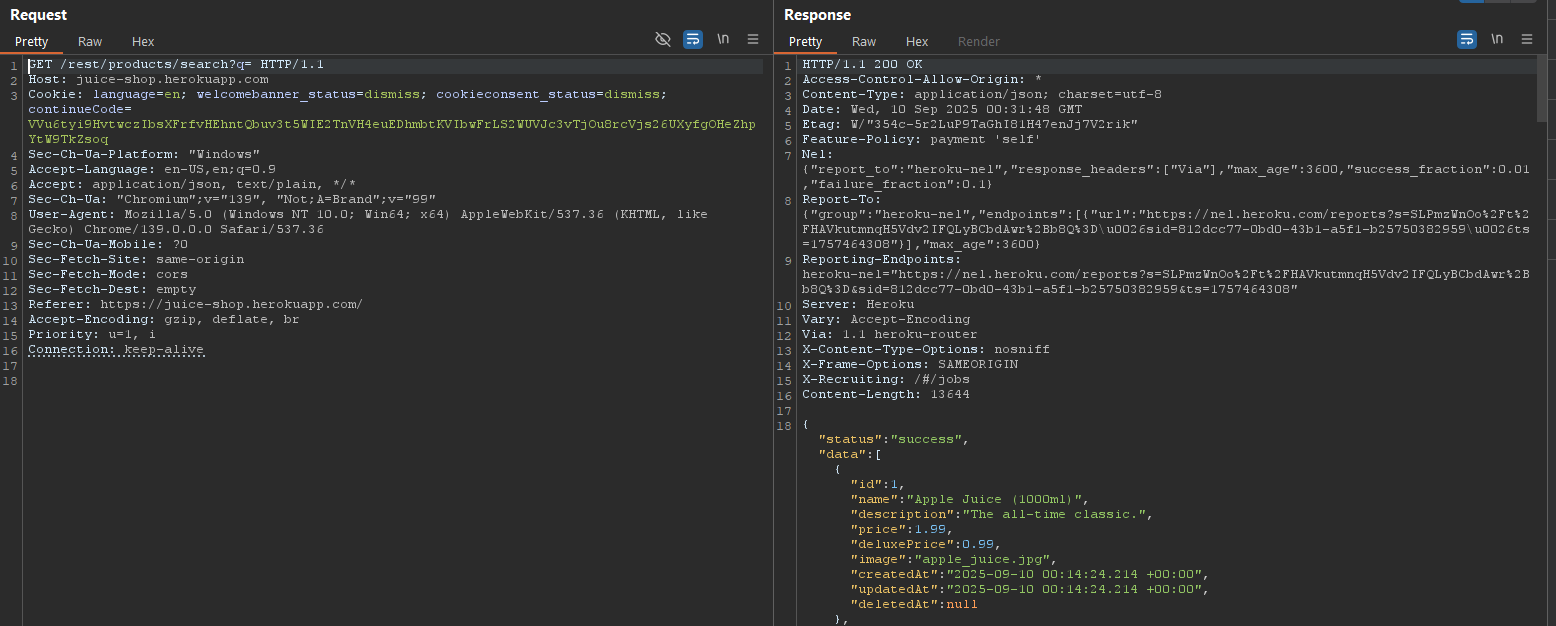 Request
Pretty Raw Hex
\n
1 GET /rest/products/search?q= HTTP/1.1
2 Host: juice-shop.herokuapp.com
3 Cookie: language=en; welcomebanner_status=dismiss; cookieconsent_status=dismiss;
continueCode=
VVu6tyi9HvtwczIbsXFrfvHEhntQbuv3t5WIE2TnVH4euEDhmbtKVIbwFrLS2WUVJc3vTjOu8rcVjs26UXyfgOHeZhp
YtW9TkZsoq
4 Sec-Ch-Ua-Platform: "Windows"
5 Accept-Language: en-US,en;q=0.9
6 Accept: application/json, text/plain, */*
7 Sec-Ch-Ua: "Chromium";v="139", "Not;A=Brand";v="99"
8 User-Agent: Mozilla/5.0 (Windows NT 10.0; Win64; x64) AppleWebKit/537.36 (KHTML, like
Gecko) Chrome/139.0.0.0 Safari/537.36
9 Sec-Ch-Ua-Mobile: ?0
10 Sec-Fetch-Site: same-origin
11 Sec-Fetch-Mode: cors
12 Sec-Fetch-Dest: empty
13 Referer: https://juice-shop.herokuapp.com/
14 Accept-Encoding: gzip, deflate, br
15 Priority: u=1, i
16 Connection: keep-alive
17
18
Response
Pretty Raw Hex Render
\n
1 HTTP/1.1 200 OK
2 Access-Control-Allow-Origin: *
3 Content-Type: application/json; charset=utf-8
4 Date: Wed, 10 Sep 2025 00:31:48 GMT
5 Etag: W/"354c-5r2LuP9TaGhI81H47enJj7V2rik"
6 Feature-Policy: payment 'self'
7 Nel:
{"report_to":"heroku-nel","response_headers":["Via"],"max_age":3600,"success_fraction":0.01
,"failure_fraction":0.1}
8 Report-To:
{"group":"heroku-nel","endpoints":[{"url":"https://nel.heroku.com/reports?s=SLPmzWnOo%2Ft%2
FHAVkutmnqH5Vdv2IFQLyBCbdAwr%2Bb8Q%3D\u0026sid=812dcc77-0bd0-43b1-a5f1-b25750382959\u0026ts
=1757464308"}],"max_age":3600}
9 Reporting-Endpoints:
heroku-nel="https://nel.heroku.com/reports?s=SLPmzWnOo%2Ft%2FHAVkutmnqH5Vdv2IFQLyBCbdAwr%2B
b8Q%3D&sid=812dcc77-0bd0-43b1-a5f1-b25750382959&ts=1757464308"
10 Server: Heroku
11 Vary: Accept-Encoding
12 Via: 1.1 heroku-router
13 X-Content-Type-Options: nosniff
14 X-Frame-Options: SAMEORIGIN
15 X-Recruiting: /#/jobs
16 Content-Length: 13644
17
18 {
"status":"success",
"data":[
{
"id":1,
"name":"Apple Juice (1000ml)",
"description":"The all-time classic.",
"price":1.99,
"deluxePrice":0.99,
"image":"apple_juice.jpg",
"createdAt":"2025-09-10 00:14:24.214 +00:00",
"updatedAt":"2025-09-10 00:14:24.214 +00:00",
"deletedAt":null
},